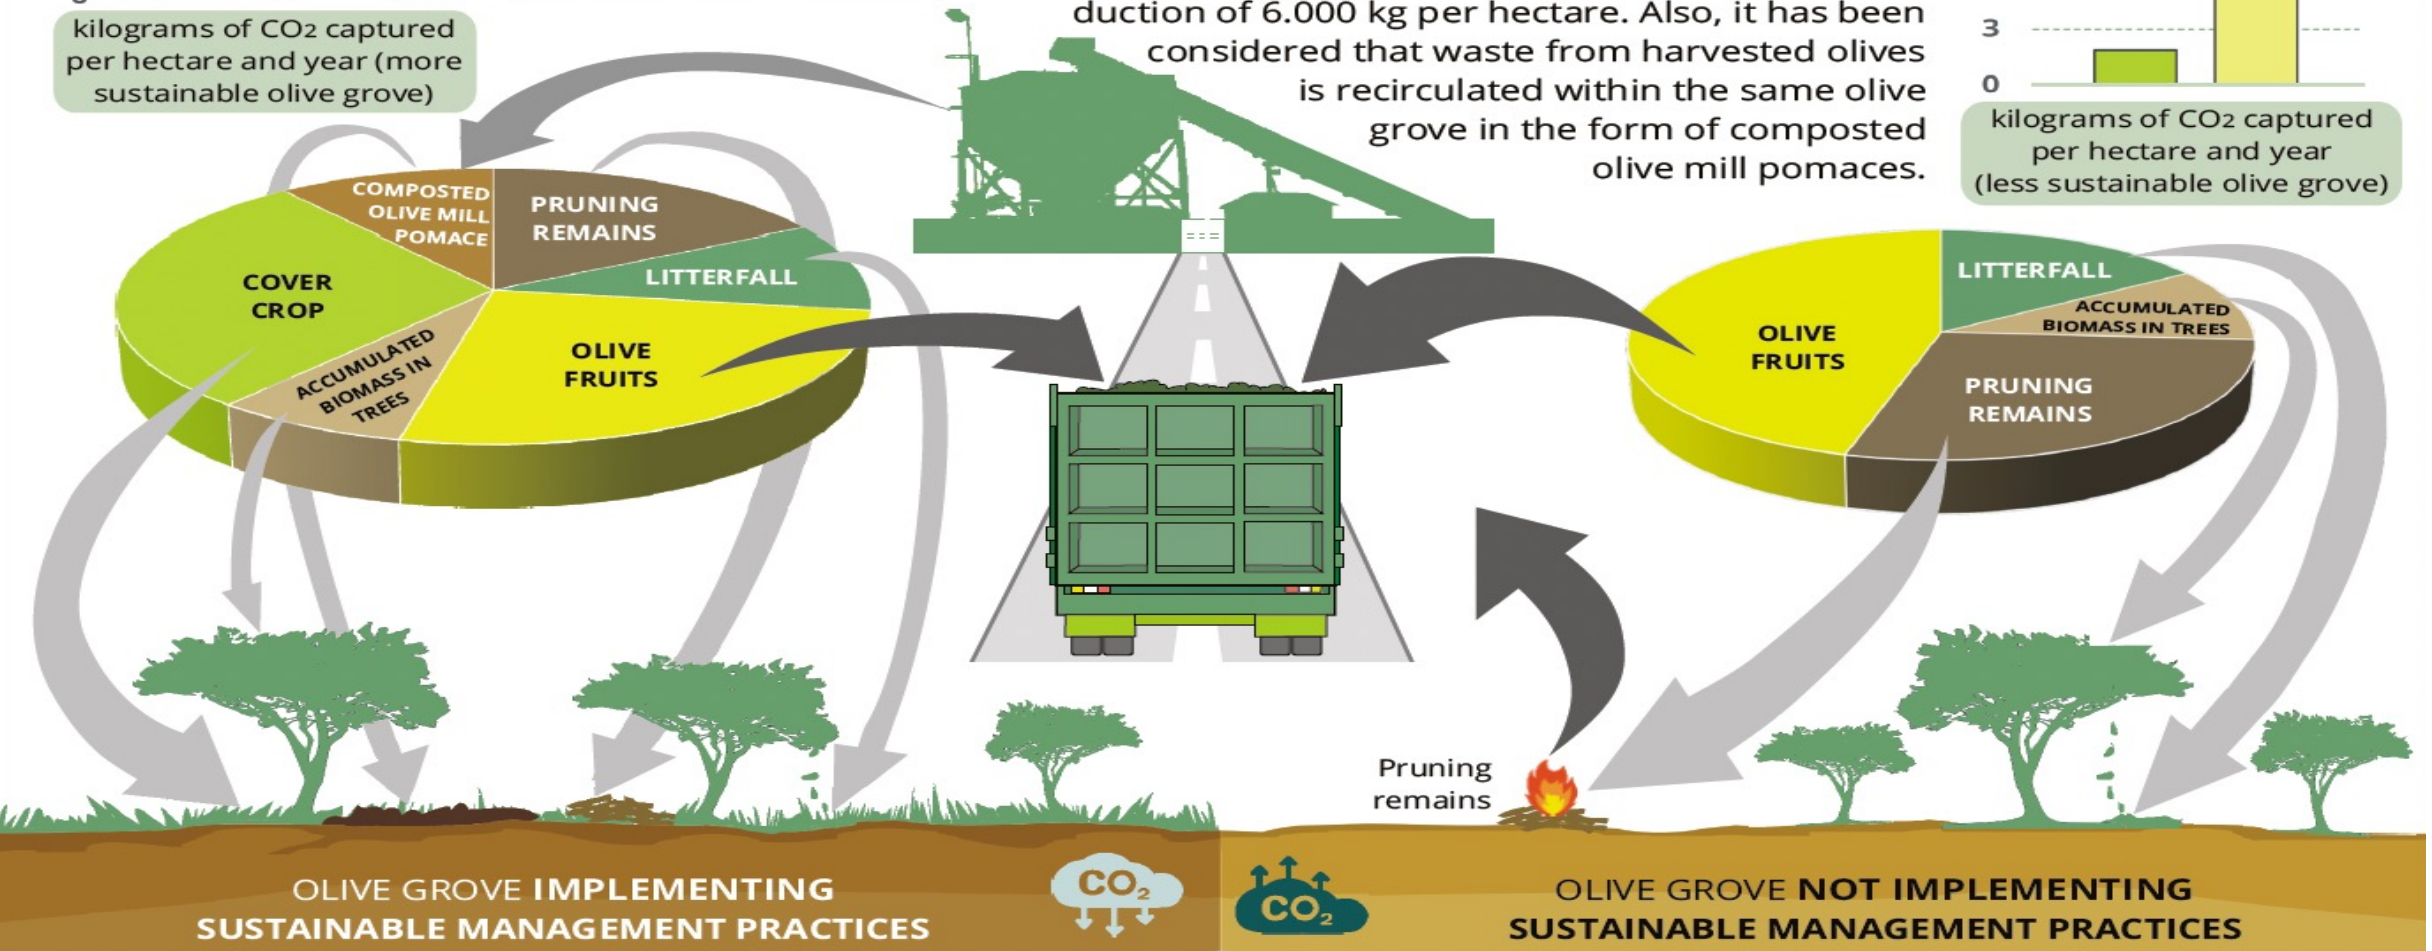 kilograms of CO2 captured
per hectare and year (more
sustainable olive grove)
duction of 6.000 kg per hectare. Also, it has been
considered that waste from harvested olives
is recirculated within the same olive
grove in the form of composted
olive mill pomaces.
3
0
kilograms of CO2 captured
per hectare and year
(less sustainable olive grove)
COMPOSTED
OLIVE MILL
POMACE
PRUNING
REMAINS
LITTERFALL
COVER
CROP
ACCUMULATED
BIOMASS IN
TREES
OLIVE
FRUITS
LITTERFALL
ACCUMULATED
BIOMASS IN TREES
OLIVE
FRUITS
PRUNING
REMAINS
Pruning
remains
OLIVE GROVE IMPLEMENTING
SUSTAINABLE MANAGEMENT PRACTICES
CO2
CO2
OLIVE GROVE NOT IMPLEMENTING
SUSTAINABLE MANAGEMENT PRACTICES